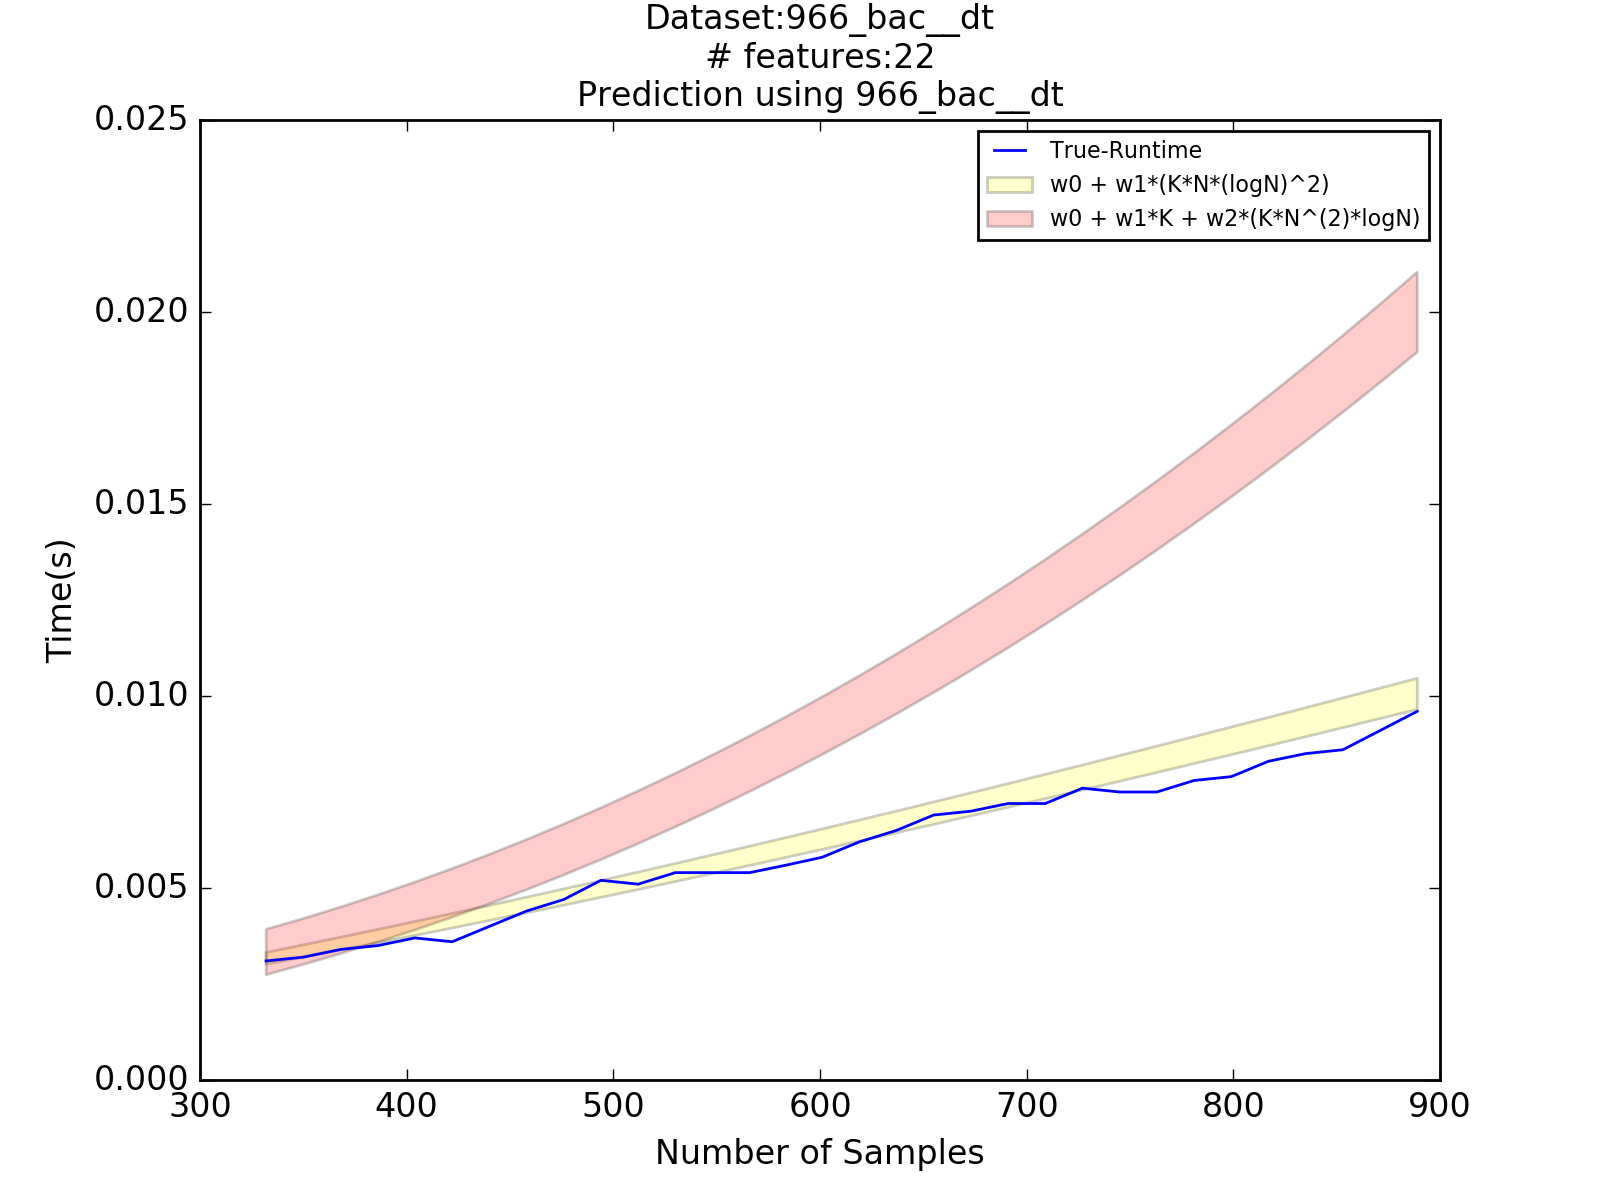 Dataset:966_bac__dt
# features:22
Prediction using 966_bac__dt
0.025
0.020
0.015
0.010
0.005
0.000
Time(s)
True-Runtime
w0 + w1*(K*N*(logN)^2)
w0 + w1*K + w2*(K*N^(2)*logN)
300 400 500 600 700 800 900
Number of Samples